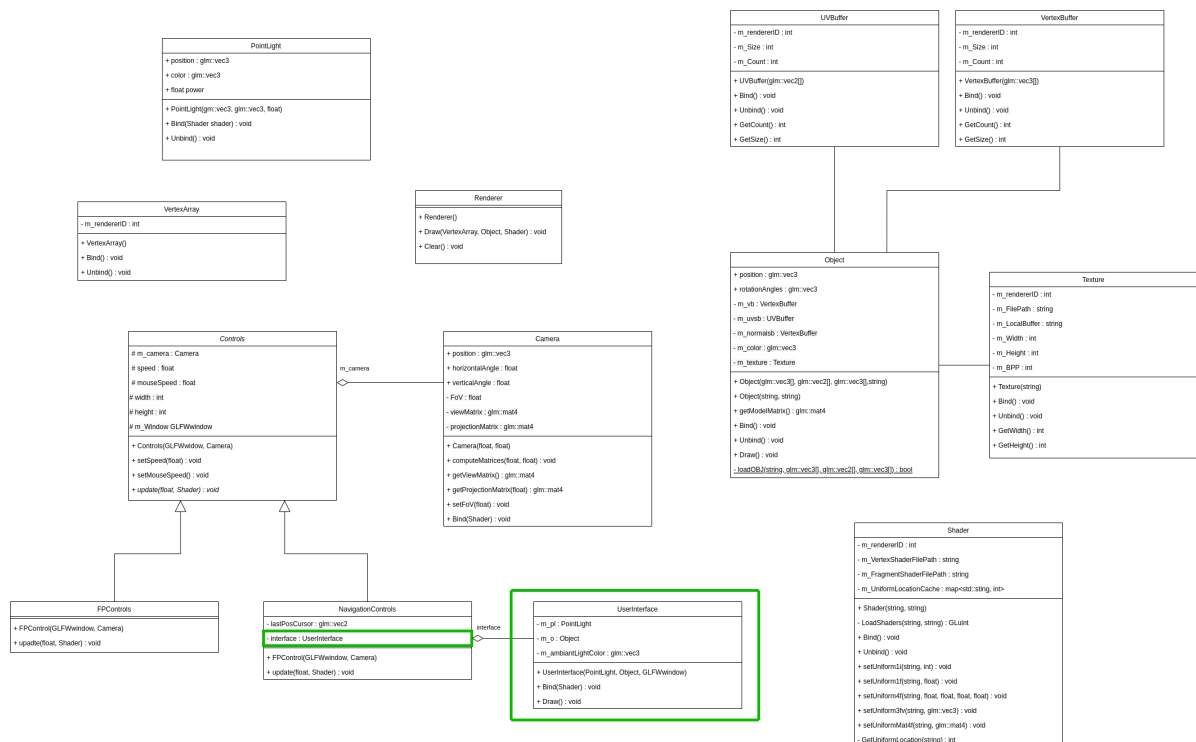 UVBuffer
- m_rendererID : int
- m_Size : int
- m_Count : int
+ UVBuffer(glm::vec2[])
+ Bind() : void
+ Unbind() : void
+ GetCount() : int
+ GetSize() : int
VertexBuffer
- m_rendererID : int
- m_Size : int
- m_Count : int
+ VertexBuffer(glm::vec3[])
+ Bind() : void
+ Unbind() : void
+ GetCount() : int
+ GetSize() : int
PointLight
+ position : glm::vec3
+ color : glm::vec3
+ float power
+ PointLight(gm::vec3, glm::vec3, float)
+ Bind(Shader shader) : void
+ Unbind() : void
VertexArray
- m_rendererID : int
+ VertexArray()
+ Bind() : void
+ Unbind() : void
Renderer
+ Renderer()
+ Draw(VertexArray, Object, Shader) : void
+ Clear() : void
Object
+ position : glm::vec3
+ rotationAngles : glm::vec3
- m_vb : VertexBuffer
- m_uvsb : UVBuffer
- m_normalsb : VertexBuffer
- m_color : glm::vec3
- m_texture : Texture
+ Object(glm::vec3[], glm::vec2[], glm::vec3[],string)
+ Object(string, string)
+ getModelMatrix() : glm::mat4
+ Bind() : void
+ Unbind() : void
+ Draw() : void
- loadOBJ(string, glm::vec3[], glm::vec2[], glm::vec3[]) : bool
Texture
- m_rendererID : int
- m_FilePath : string
- m_LocalBuffer : string
- m_Width : int
- m_Height : int
- m_BPP : int
+ Texture(string)
+ Bind() : void
+ Unbind() : void
+ GetWidth() : int
+ GetHeight() : int
Controls
# m_camera : Camera
# speed : float
# mouseSpeed : float
# width : int
# height : int
# m_Window GLFWwindow
+ Controls(GLFWwidow, Camera)
+ setSpeed(float) : void
+ setMouseSpeed() : void
+ update(float, Shader) : void
m_camera
Camera
+ position : glm::vec3
+ horizontalAngle : float
+ verticalAngle : float
- FoV : float
- viewMatrix : glm::mat4
- projectionMatrix : glm::mat4
+ Camera(float, float)
+ computeMatrices(float, float) : void
+ getViewMatrix() : glm::mat4
+ getProjectionMatrix(float) : glm::mat4
+ setFoV(float) : void
+ Bind(Shader) : void
FPControls
+ FPControl(GLFWwindow, Camera)
+ upadte(float, Shader) : void
NavigationControls
- lastPosCursor : glm::vec2
- interface : UserInterface
+ FPControl(GLFWwindow, Camera)
+ update(float, Shader) : void
interface
UserInterface
- m_pl : PointLight
- m_o : Object
- m_ambiantLightColor : glm::vec3
+ UserInterface(PointLight, Object, GLFWwindow)
+ Bind(Shader) : void
+ Draw() : void
Shader
- m_rendererID : int
- m_VertexShaderFilePath : string
- m_FragmentShaderFilePath : string
- m_UniformLocationCache : map<std::sting, int>
+ Shader(string, string)
- LoadShaders(string, string) : GLuint
+ Bind() : void
+ Unbind() : void
+ setUniform1i(string, int) : void
+ setUniform1f(string, float) : void
+ setUniform4f(string, float, float, float, float) : void
+ setUniform3fv(string, glm::vec3) : void
+ setUniformMat4f(string, glm::mat4) : void
- GetUniformLocation(string) : int